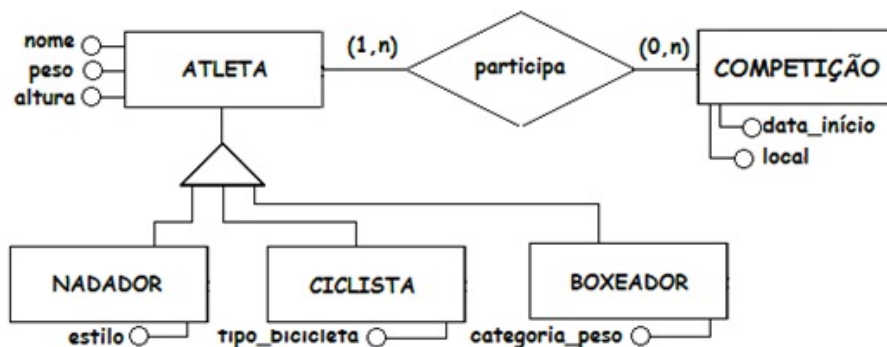 nome
peso
altura
ATLETA
(1,n)
participa
(0,n)
COMPETIÇÃO
data_início
local
NADADOR
estilo
CICLISTA
tipo_bicicleta
BOXEADOR
categoria_peso